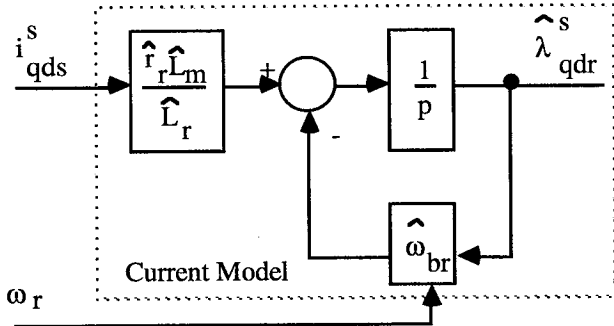 i^s_qds
r̂_r L̂_m
L̂_r
+
-
1
p
λ̂^s_qdr
ω̂_br
Current Model
ω_r